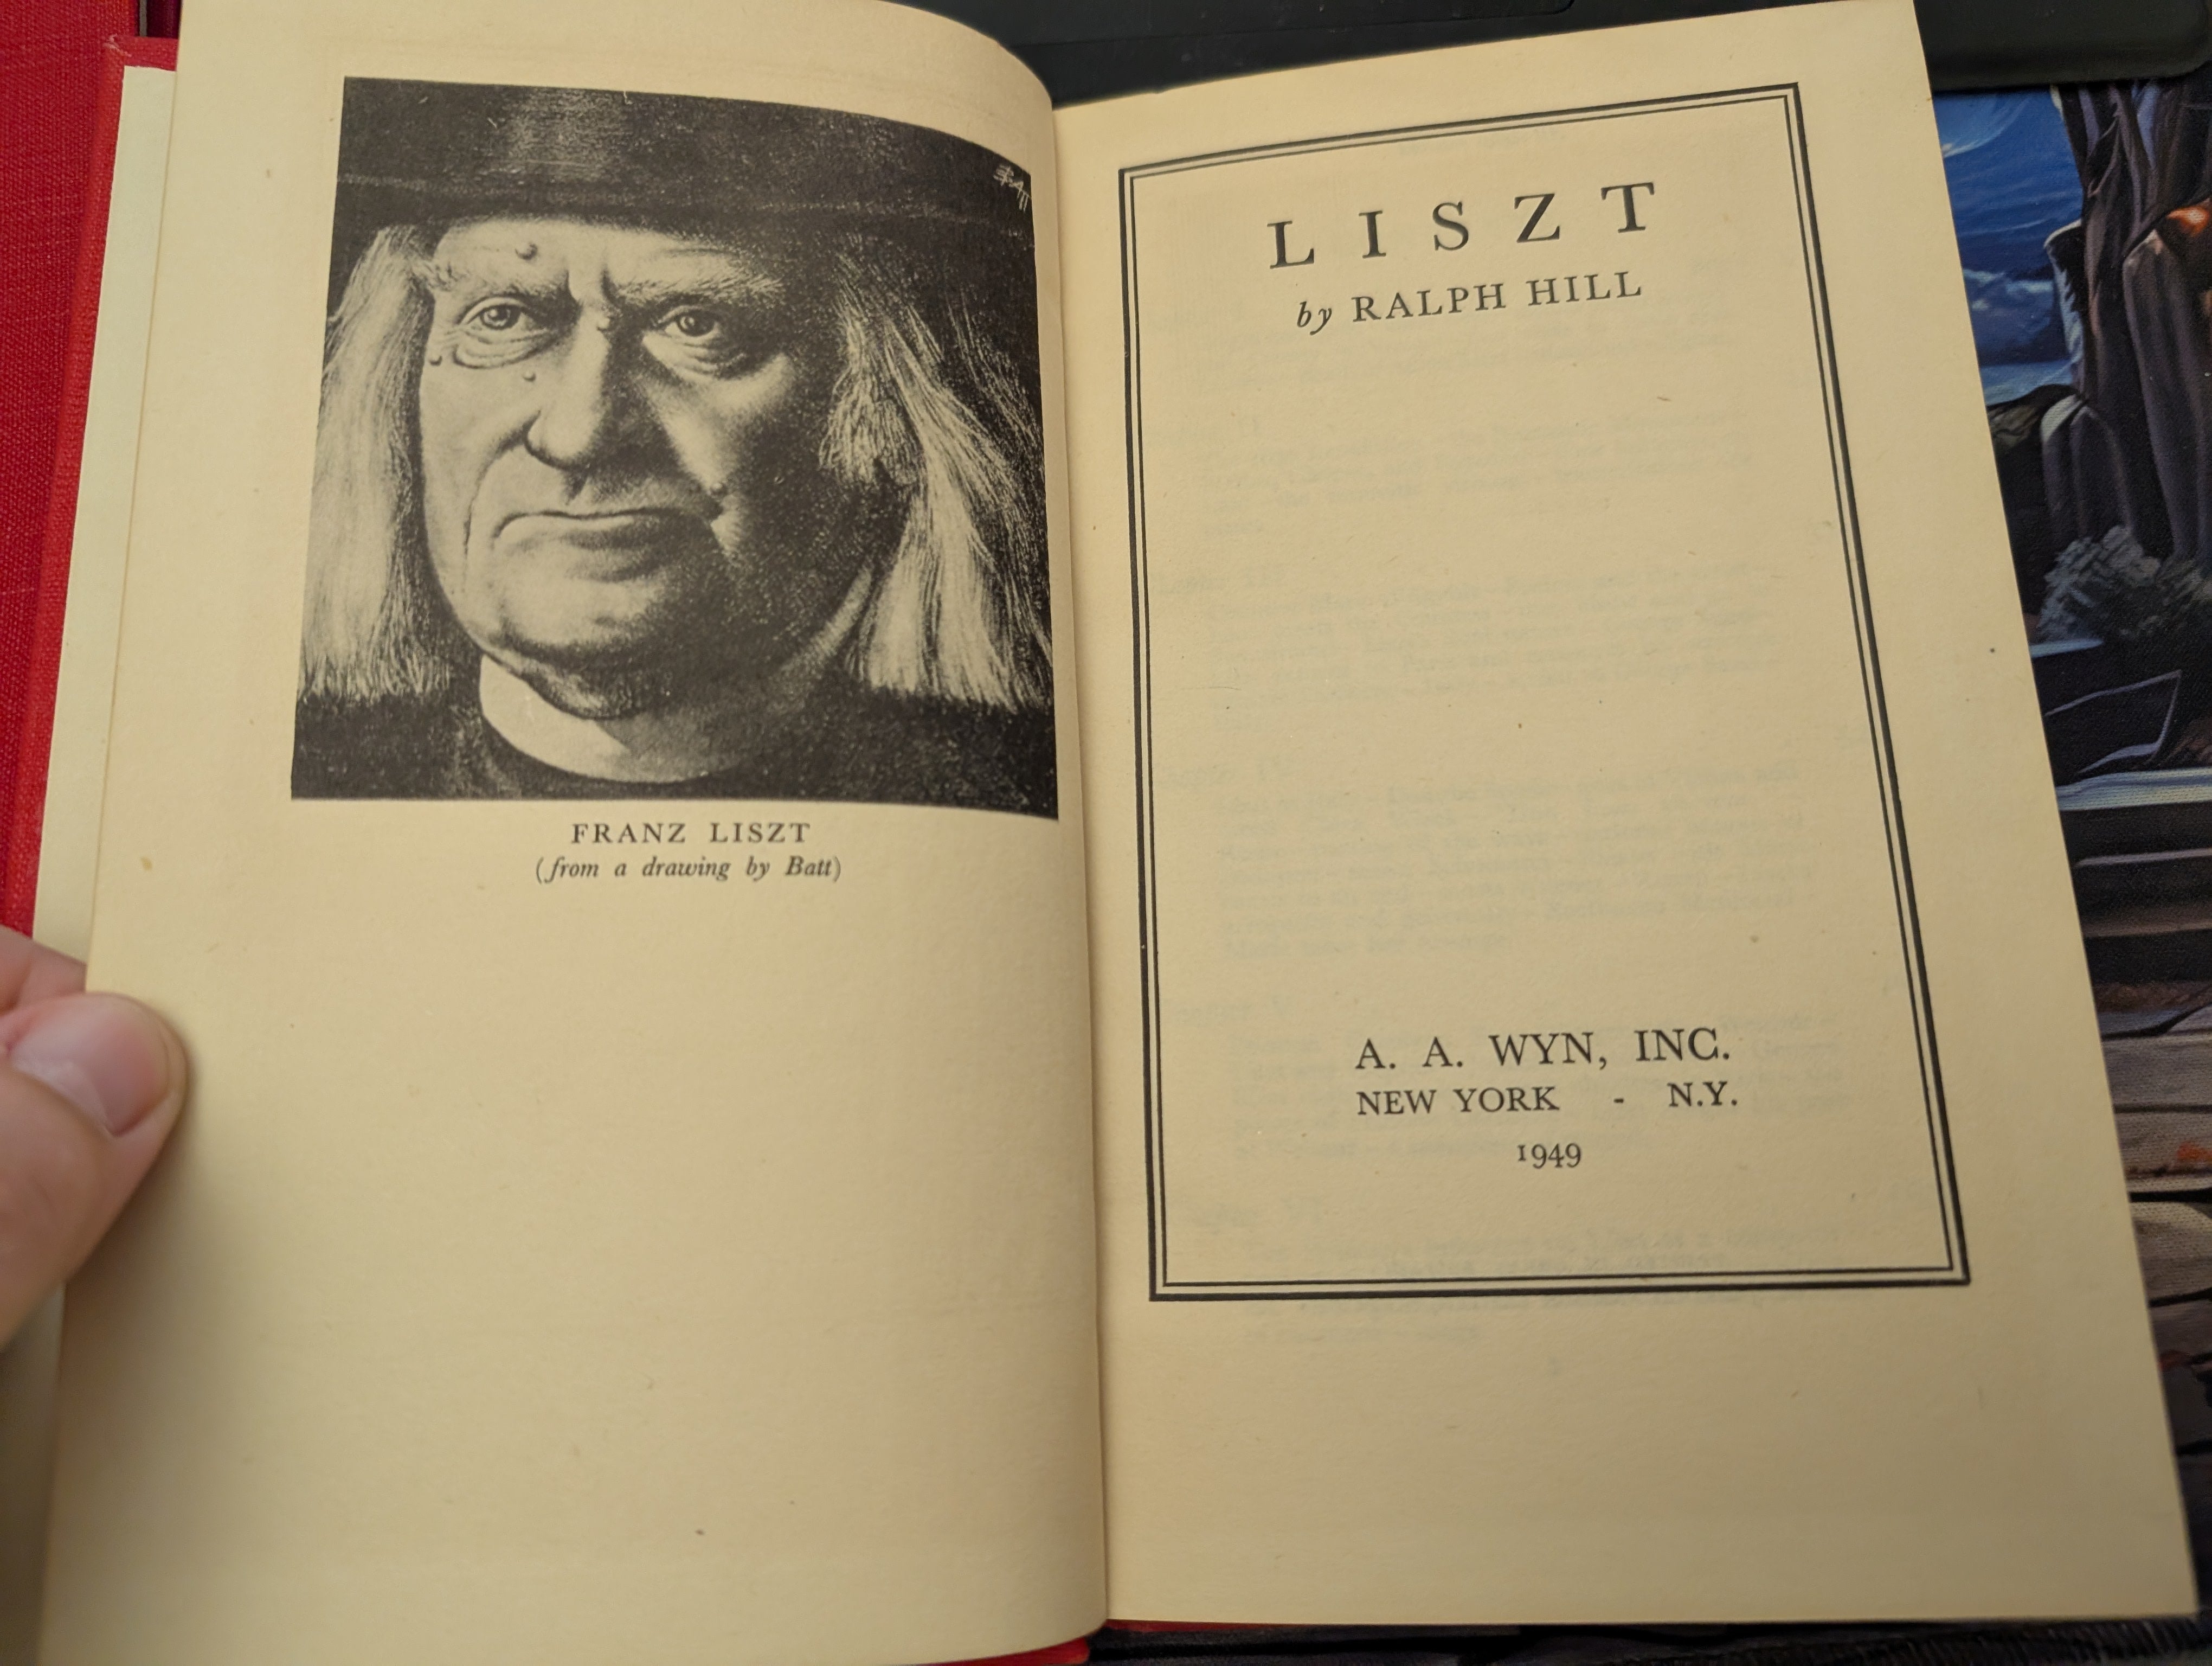 BATT
FRANZ LISZT
(from a drawing by Batt)
LISZT
by RALPH HILL
A. A. WYN, INC.
NEW YORK - N.Y.
1949